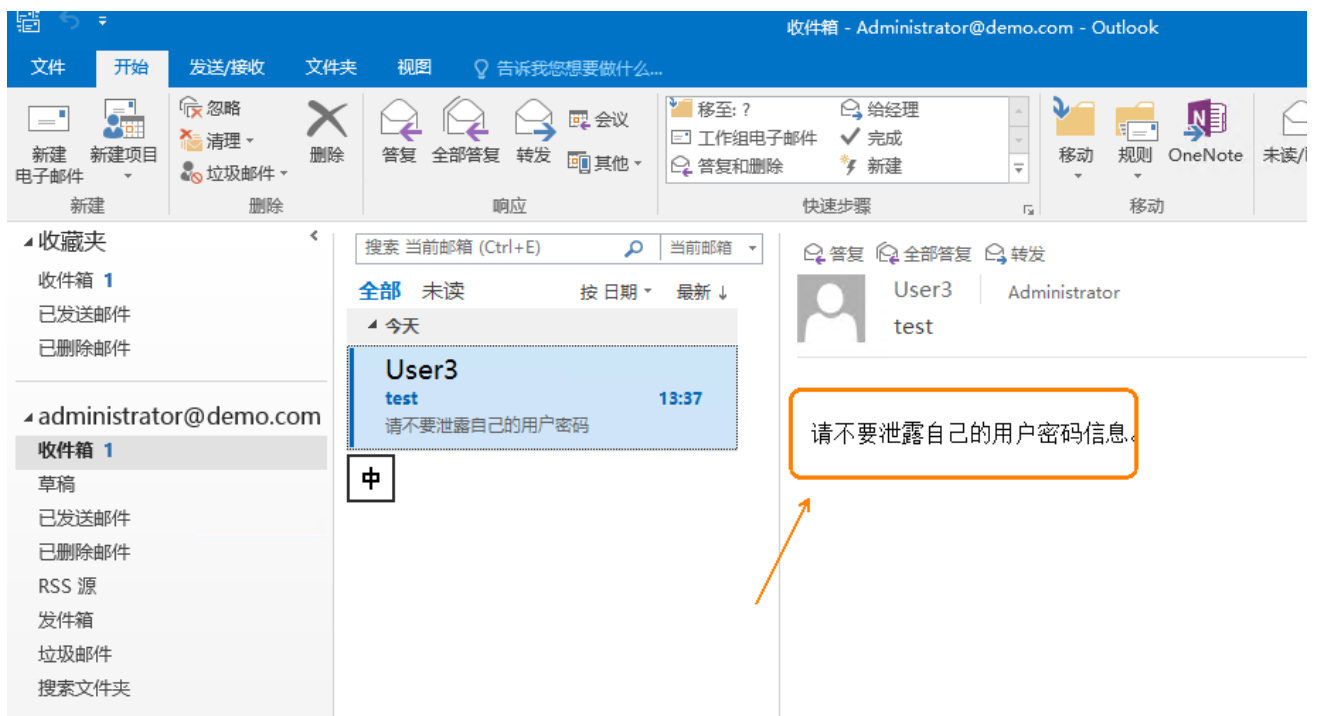 收件箱 - Administrator@demo.com - Outlook
文件 开始 发送/接收 文件夹 视图 告诉我您想要做什么...
新建
电子邮件
新建项目
新建
忽略
清理
垃圾邮件
删除
删除
答复 全部答复 转发
会议
其他
响应
移至: ? 给经理
工作组电子邮件 完成
答复和删除 新建
快速步骤
移动 规则 OneNote 未读/
移动
收藏夹
收件箱 1
已发送邮件
已删除邮件
administrator@demo.com
收件箱 1
草稿
已发送邮件
已删除邮件
RSS 源
发件箱
垃圾邮件
搜索文件夹
搜索 当前邮箱 (Ctrl+E) 当前邮箱
全部 未读 按 日期 最新 ↓
今天
User3
test 13:37
请不要泄露自己的用户密码
中
答复 全部答复 转发
User3 Administrator
test
请不要泄露自己的用户密码信息。